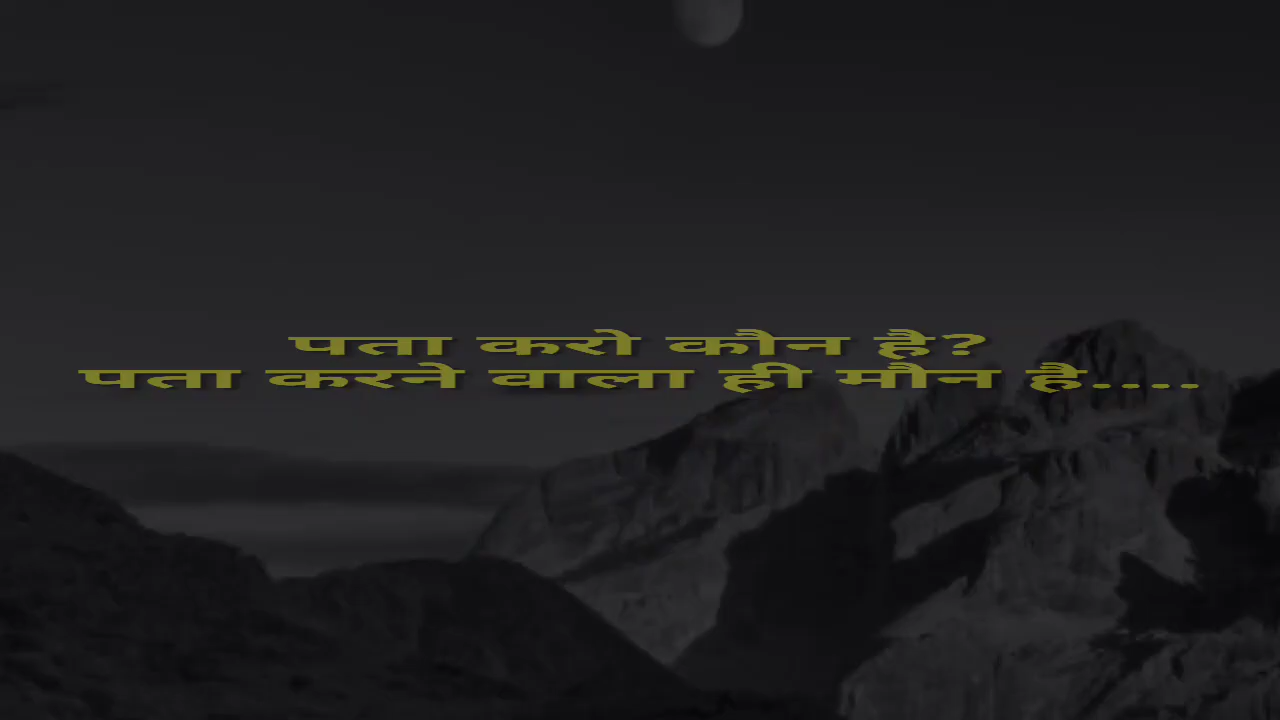 पता करो कौन है?
पता करने वाला ही मौन है....